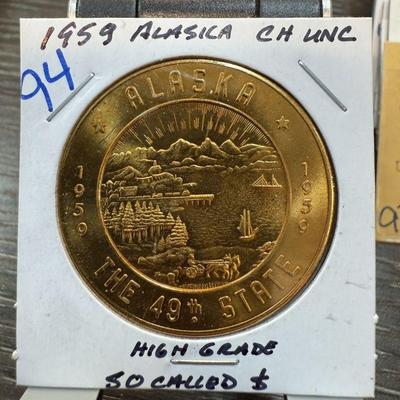 1959 ALASKA CH UNC
94
ALASKA
1959
1959
THE 49th STATE
HIGH GRADE
SO CALLED $